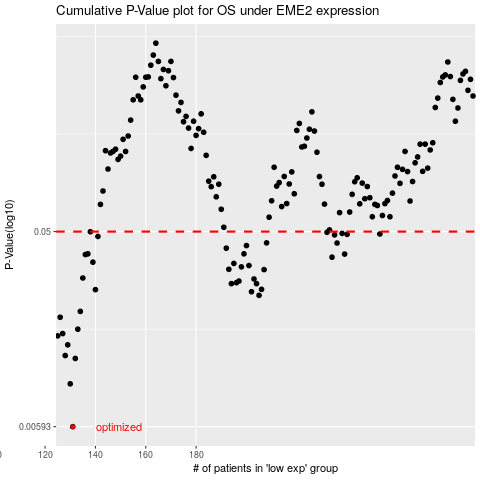 Cumulative P-Value plot for OS under EME2 expression
P-Value(log10)
0.05
0.00593
optimized
0 120 140 160 180
# of patients in 'low exp' group